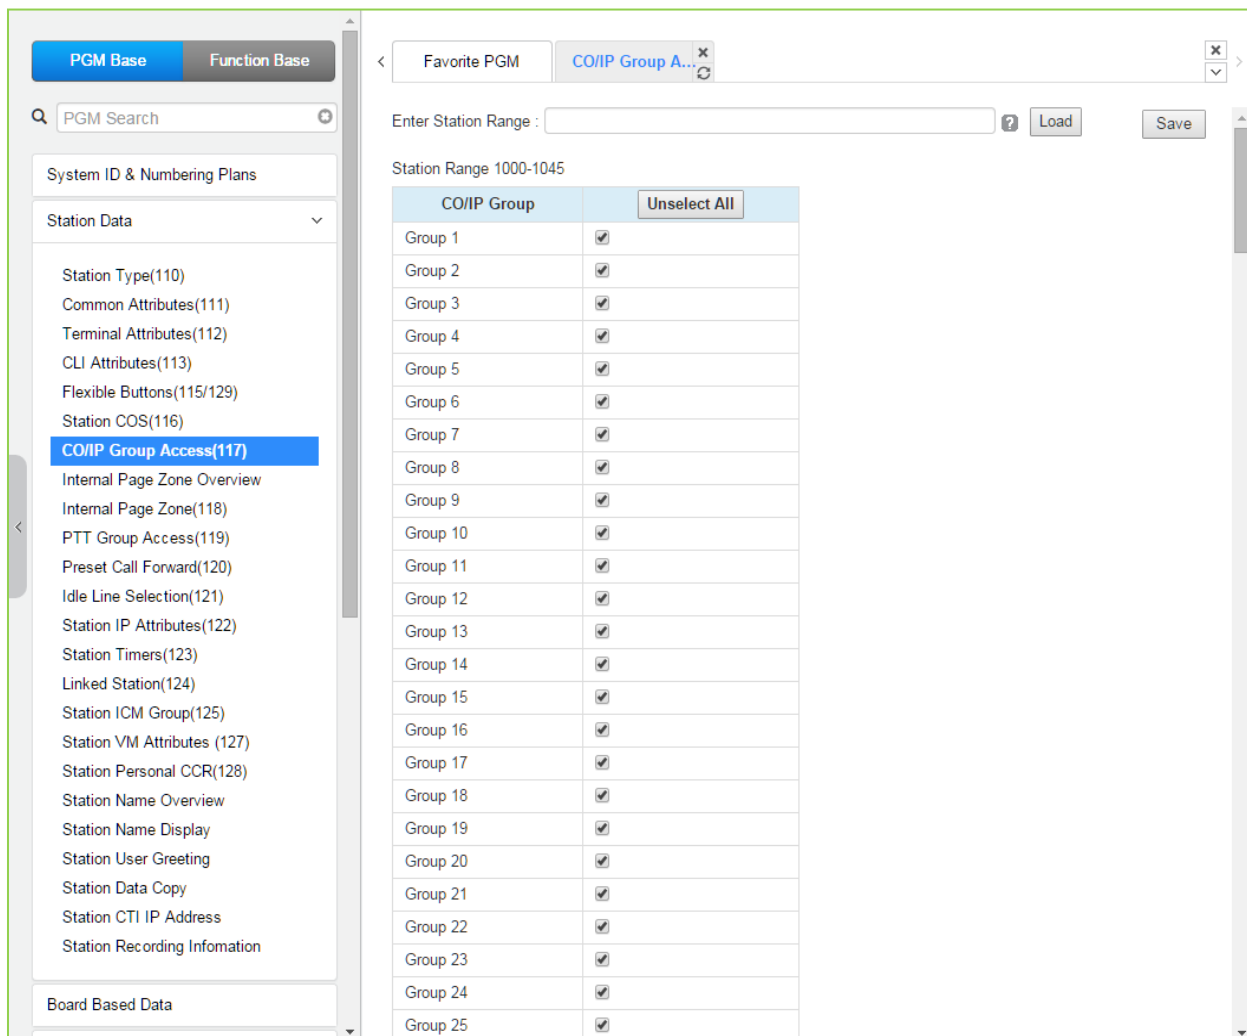 PGM Base
Function Base
PGM Search
System ID & Numbering Plans
Station Data
Station Type(110)
Common Attributes(111)
Terminal Attributes(112)
CLI Attributes(113)
Flexible Buttons(115/129)
Station COS(116)
CO/IP Group Access(117)
Internal Page Zone Overview
Internal Page Zone(118)
PTT Group Access(119)
Preset Call Forward(120)
Idle Line Selection(121)
Station IP Attributes(122)
Station Timers(123)
Linked Station(124)
Station ICM Group(125)
Station VM Attributes (127)
Station Personal CCR(128)
Station Name Overview
Station Name Display
Station User Greeting
Station Data Copy
Station CTI IP Address
Station Recording Infomation
Board Based Data
Favorite PGM
CO/IP Group A...
Enter Station Range :
?
Load
Save
Station Range 1000-1045
CO/IP Group
Unselect All
Group 1
Group 2
Group 3
Group 4
Group 5
Group 6
Group 7
Group 8
Group 9
Group 10
Group 11
Group 12
Group 13
Group 14
Group 15
Group 16
Group 17
Group 18
Group 19
Group 20
Group 21
Group 22
Group 23
Group 24
Group 25